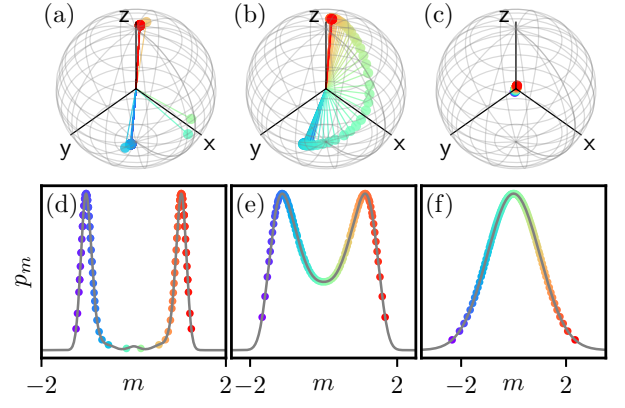 (a) z y x
(b) z y x
(c) z y x
(d) (e) (f)
p_m
−2 m 2
−2 m 2
−2 m 2